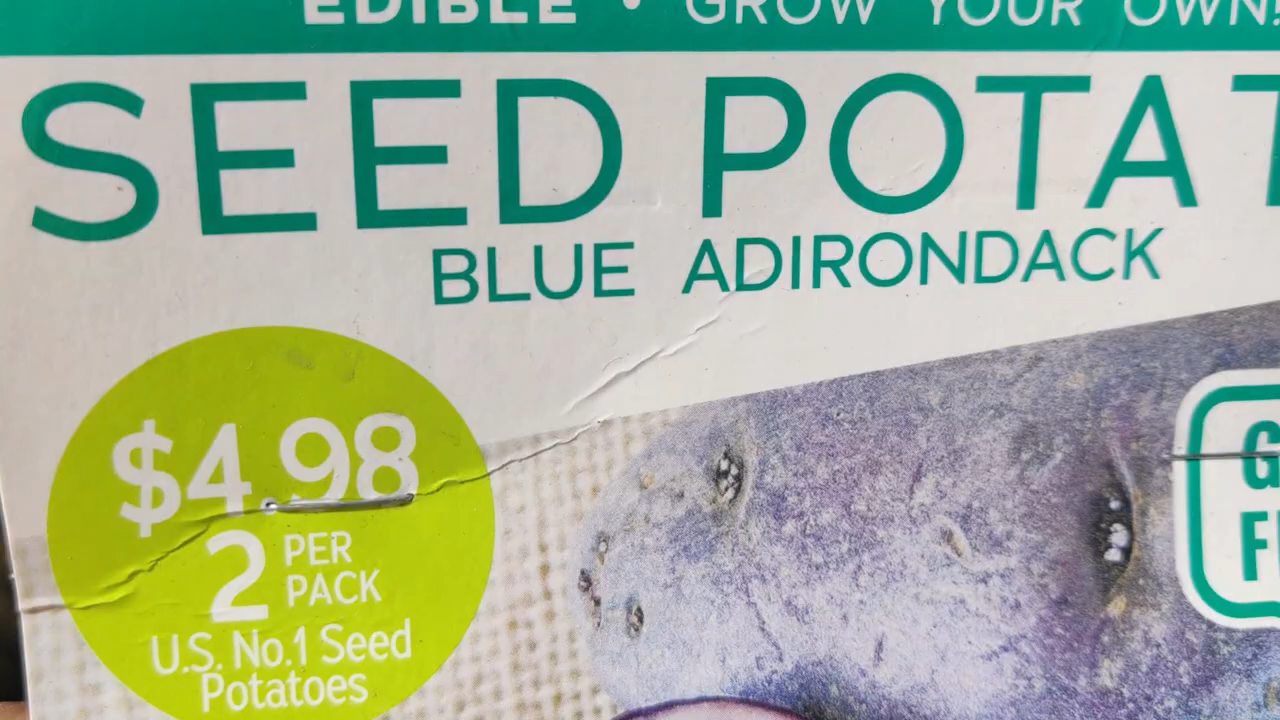 EDIBLE • GROW YOUR OWN!
SEED POTAT
BLUE ADIRONDACK
$4.98
2 PER PACK
U.S. No.1 Seed
Potatoes
G
F